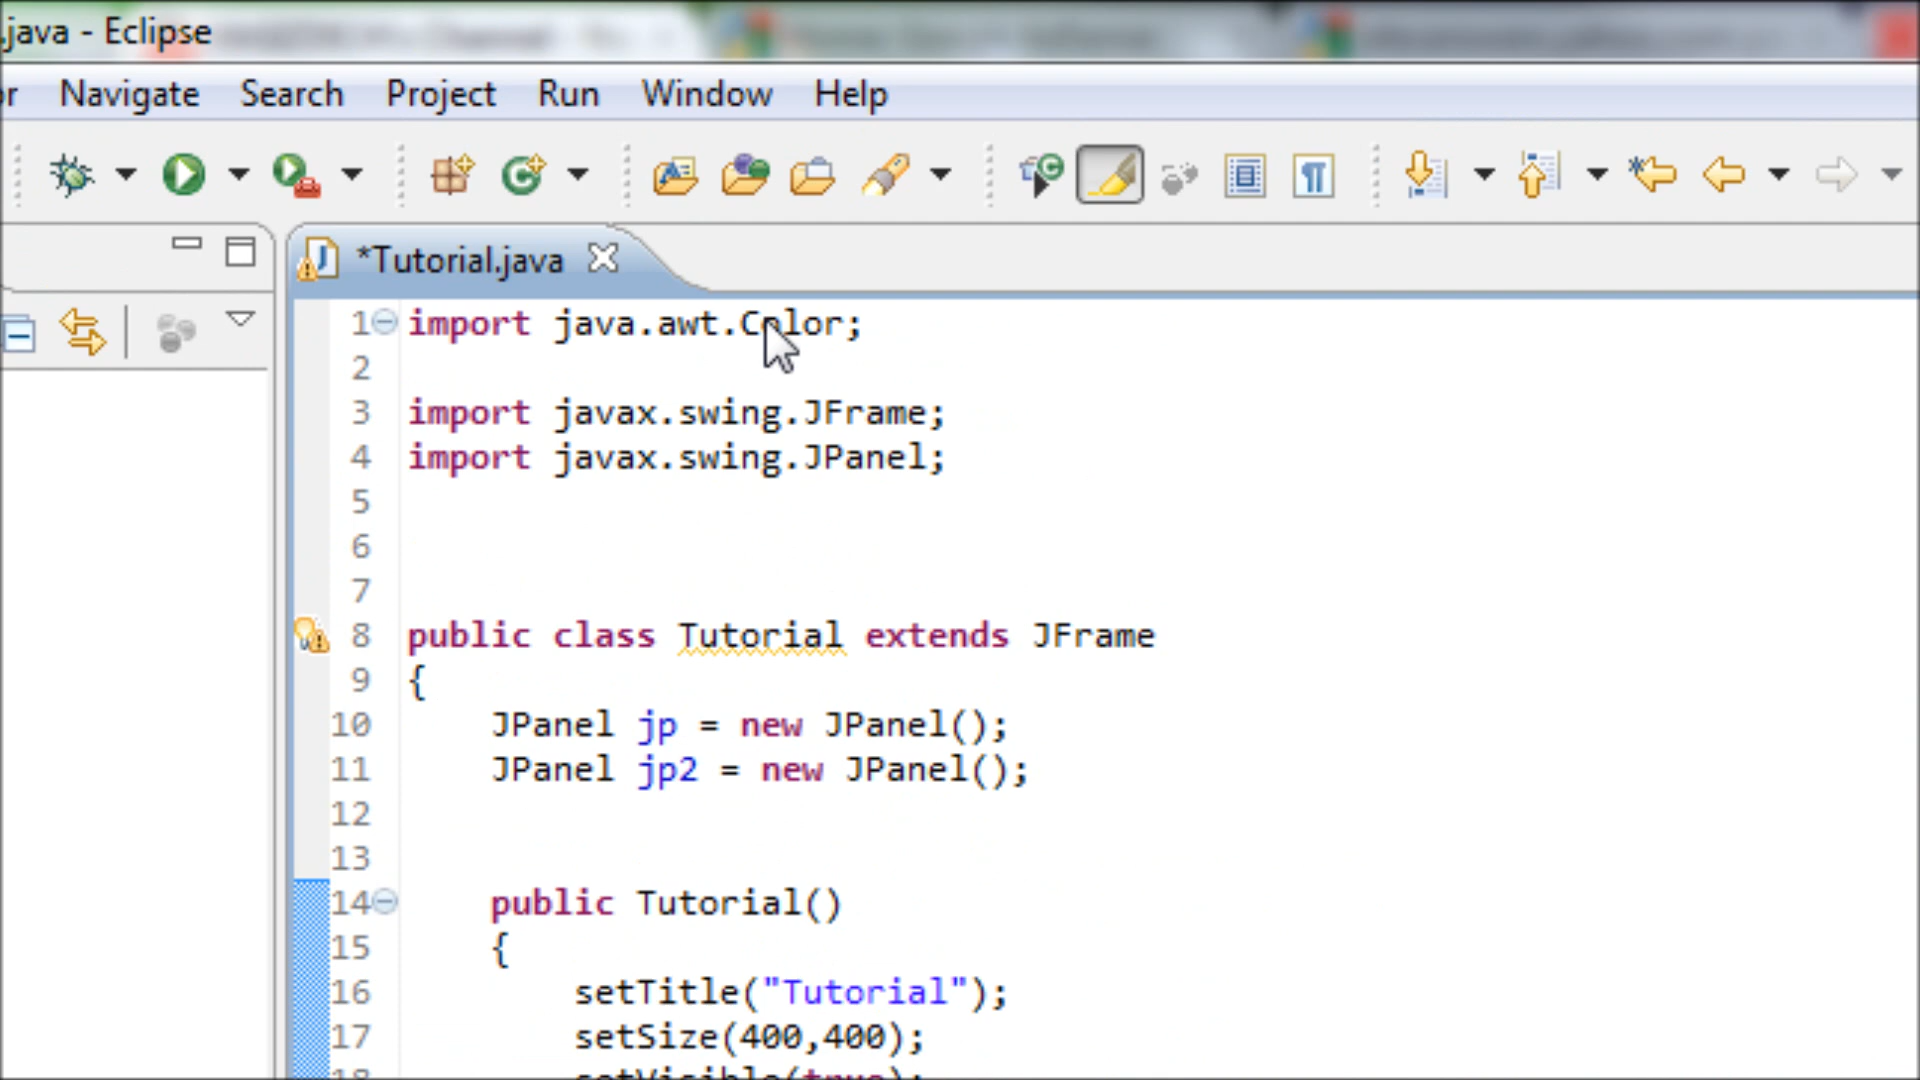 .java - Eclipse
Navigate Search Project Run Window Help
*Tutorial.java
1 import java.awt.Color;
2
3 import javax.swing.JFrame;
4 import javax.swing.JPanel;
5
6
7
8 public class Tutorial extends JFrame
9 {
10 JPanel jp = new JPanel();
11 JPanel jp2 = new JPanel();
12
13
14 public Tutorial()
15 {
16 setTitle("Tutorial");
17 setSize(400,400);
18 setVisible(true);